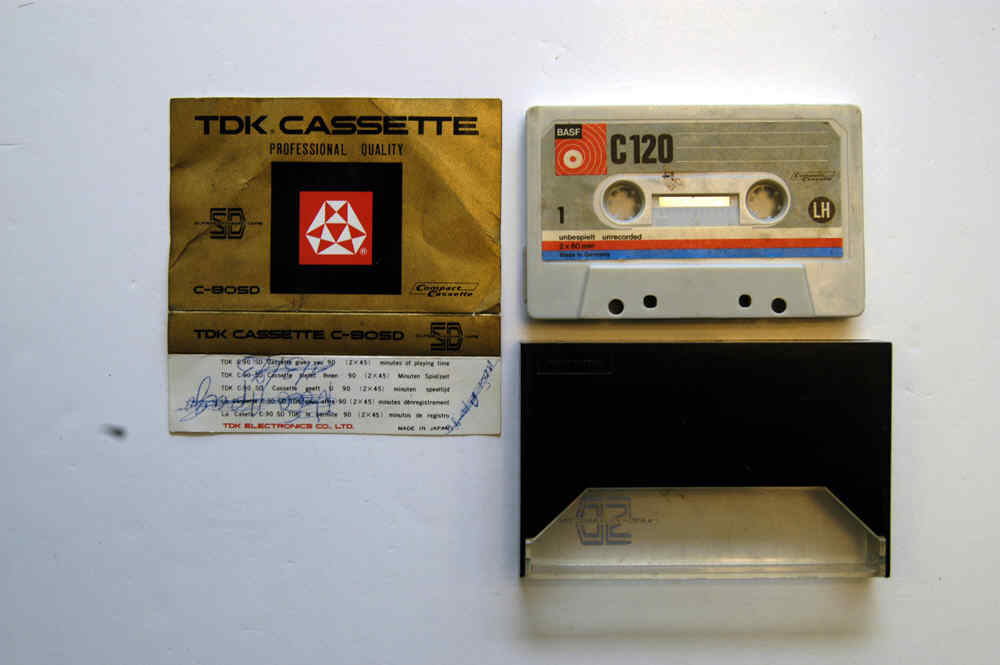 TDK CASSETTE
PROFESSIONAL QUALITY
SD
®
C-90SD
Compact Cassette
TDK CASSETTE C-90SD SD
TDK C-90 SD Cassette gives you 90 (2×45) minutes of playing time
TDK C-90 SD Cassette bietet Ihnen 90 (2×45) Minuten Spielzeit
TDK C-90 SD Cassette geeft U 90 (2×45) minuten speeltijd
90 (2×45) minutes dénregistrement
La Casete C-90 SD TDK le permite 90 (2×45) minutos de registro
TDK ELECTRONICS CO., LTD. MADE IN JAPAN
BASF
C 120
Compact Cassette
1
LH
unbespielt unrecorded
2 x 60 min
Made in Germany
SD